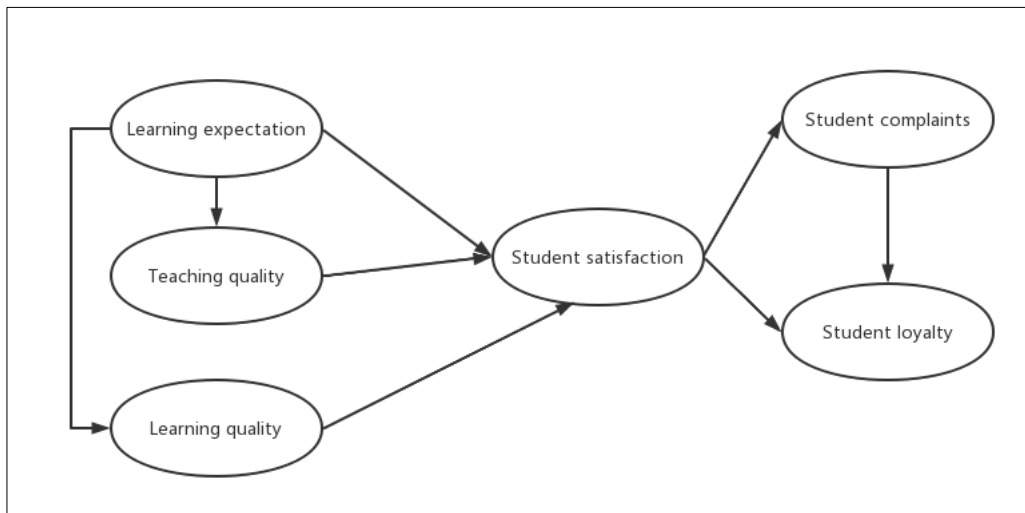 Learning expectation
Teaching quality
Learning quality
Student satisfaction
Student complaints
Student loyalty